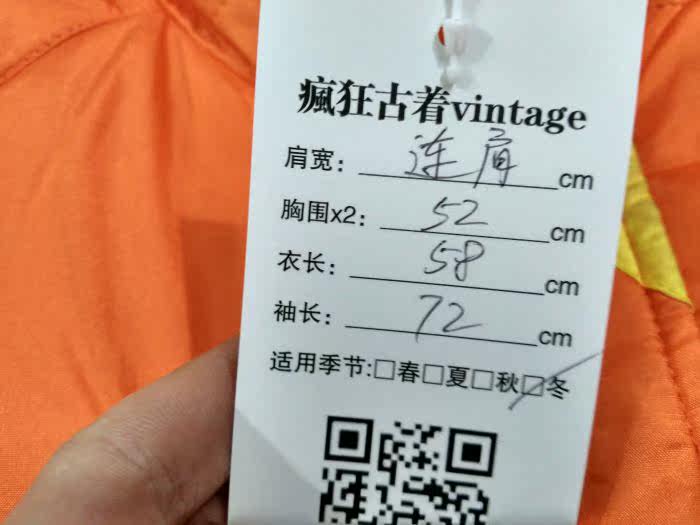 瘋狂古着vintage
肩宽：连肩cm
胸围x2：52cm
衣长：58cm
袖长：72cm
适用季节:□春□夏□秋☑冬